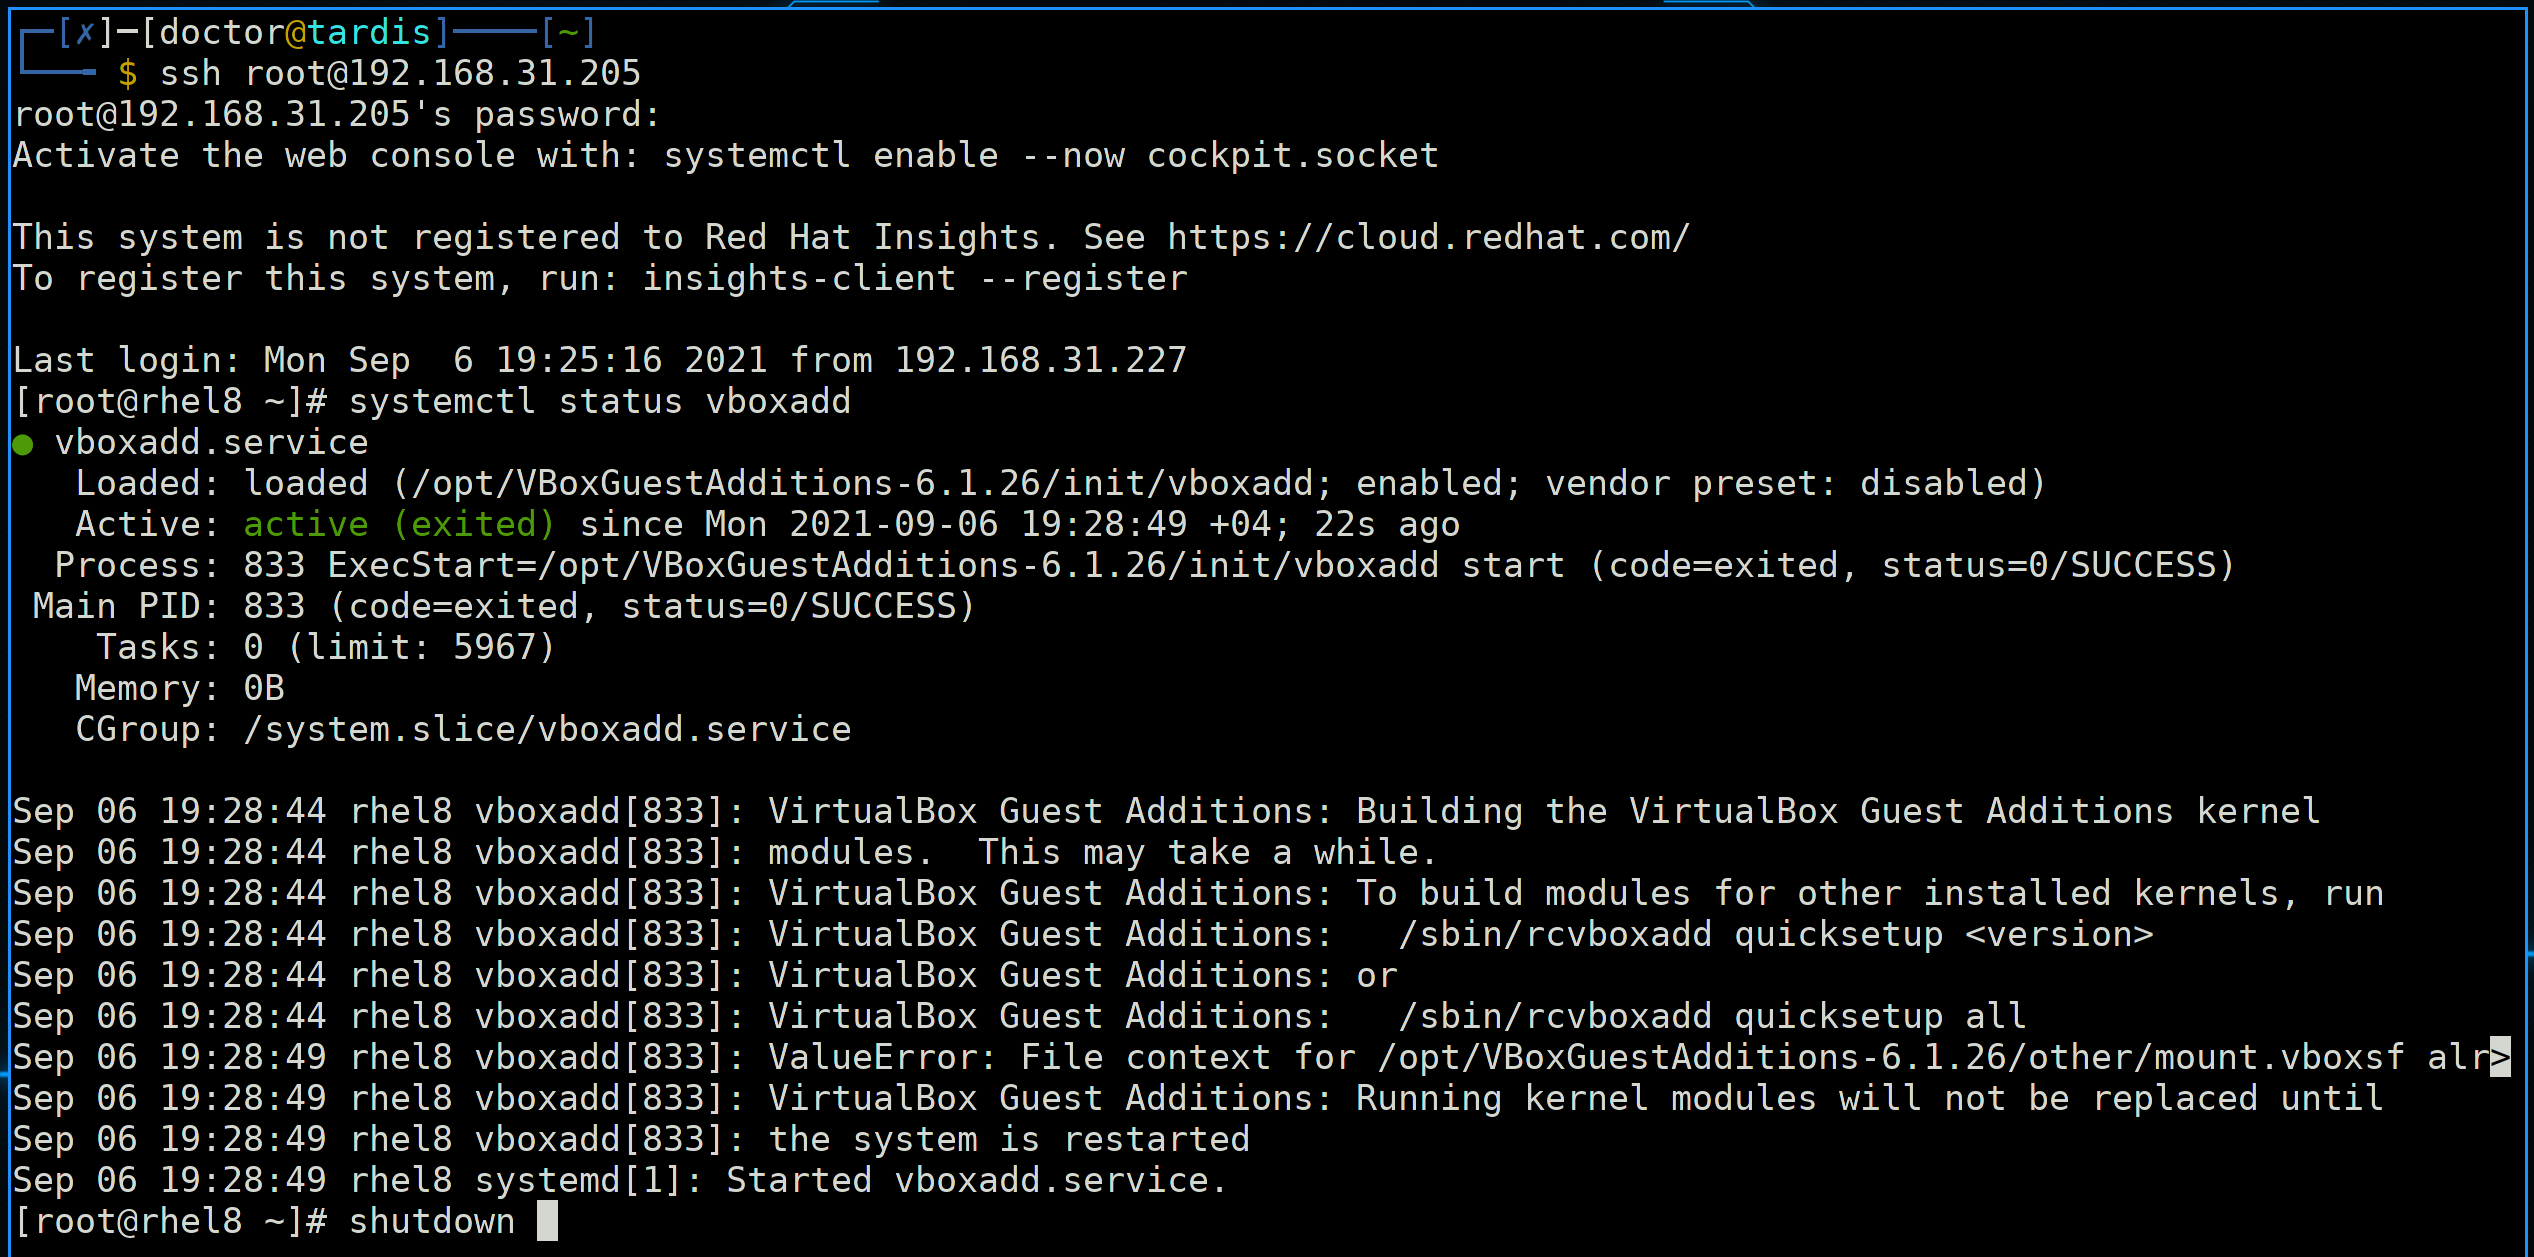 ┌─[✗]─[doctor@tardis]────[~]
└───╼ $ ssh root@192.168.31.205
root@192.168.31.205's password:
Activate the web console with: systemctl enable --now cockpit.socket

This system is not registered to Red Hat Insights. See https://cloud.redhat.com/
To register this system, run: insights-client --register

Last login: Mon Sep  6 19:25:16 2021 from 192.168.31.227
[root@rhel8 ~]# systemctl status vboxadd
● vboxadd.service
   Loaded: loaded (/opt/VBoxGuestAdditions-6.1.26/init/vboxadd; enabled; vendor preset: disabled)
   Active: active (exited) since Mon 2021-09-06 19:28:49 +04; 22s ago
  Process: 833 ExecStart=/opt/VBoxGuestAdditions-6.1.26/init/vboxadd start (code=exited, status=0/SUCCESS)
 Main PID: 833 (code=exited, status=0/SUCCESS)
    Tasks: 0 (limit: 5967)
   Memory: 0B
   CGroup: /system.slice/vboxadd.service

Sep 06 19:28:44 rhel8 vboxadd[833]: VirtualBox Guest Additions: Building the VirtualBox Guest Additions kernel
Sep 06 19:28:44 rhel8 vboxadd[833]: modules.  This may take a while.
Sep 06 19:28:44 rhel8 vboxadd[833]: VirtualBox Guest Additions: To build modules for other installed kernels, run
Sep 06 19:28:44 rhel8 vboxadd[833]: VirtualBox Guest Additions:   /sbin/rcvboxadd quicksetup <version>
Sep 06 19:28:44 rhel8 vboxadd[833]: VirtualBox Guest Additions: or
Sep 06 19:28:44 rhel8 vboxadd[833]: VirtualBox Guest Additions:   /sbin/rcvboxadd quicksetup all
Sep 06 19:28:49 rhel8 vboxadd[833]: ValueError: File context for /opt/VBoxGuestAdditions-6.1.26/other/mount.vboxsf alr>
Sep 06 19:28:49 rhel8 vboxadd[833]: VirtualBox Guest Additions: Running kernel modules will not be replaced until
Sep 06 19:28:49 rhel8 vboxadd[833]: the system is restarted
Sep 06 19:28:49 rhel8 systemd[1]: Started vboxadd.service.
[root@rhel8 ~]# shutdown